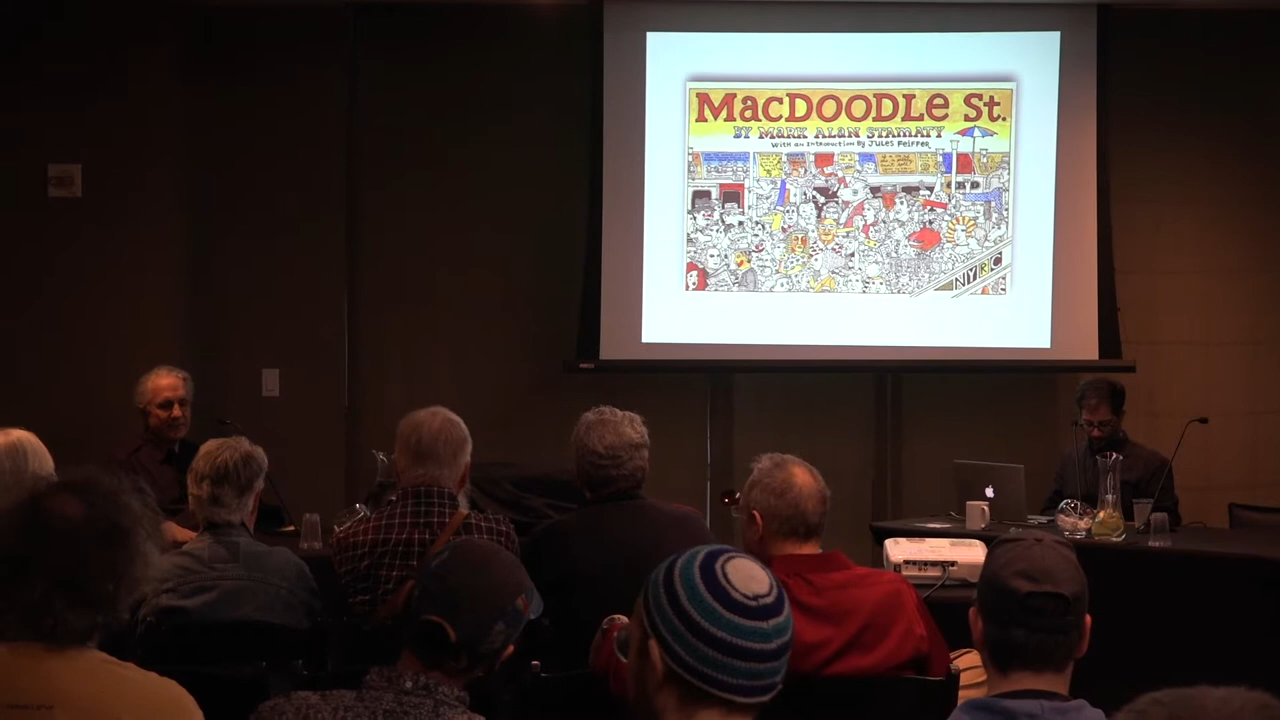 MacDOODLe St.
BY MARK ALAN STAMATY
WITH AN INTRODUCTION BY JULES FEIFFER
NYRC